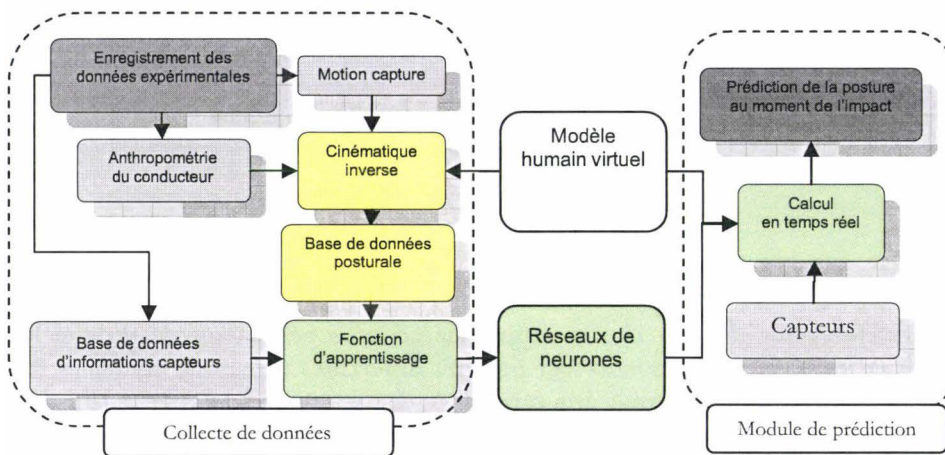 Enregistrement des
données expérimentales
Motion capture
Anthropométrie
du conducteur
Cinématique
inverse
Base de données
posturale
Base de données
d'informations capteurs
Fonction
d'apprentissage
Collecte de données
Modèle
humain virtuel
Réseaux de
neurones
Prédiction de la posture
au moment de l'impact
Calcul
en temps réel
Capteurs
Module de prédiction